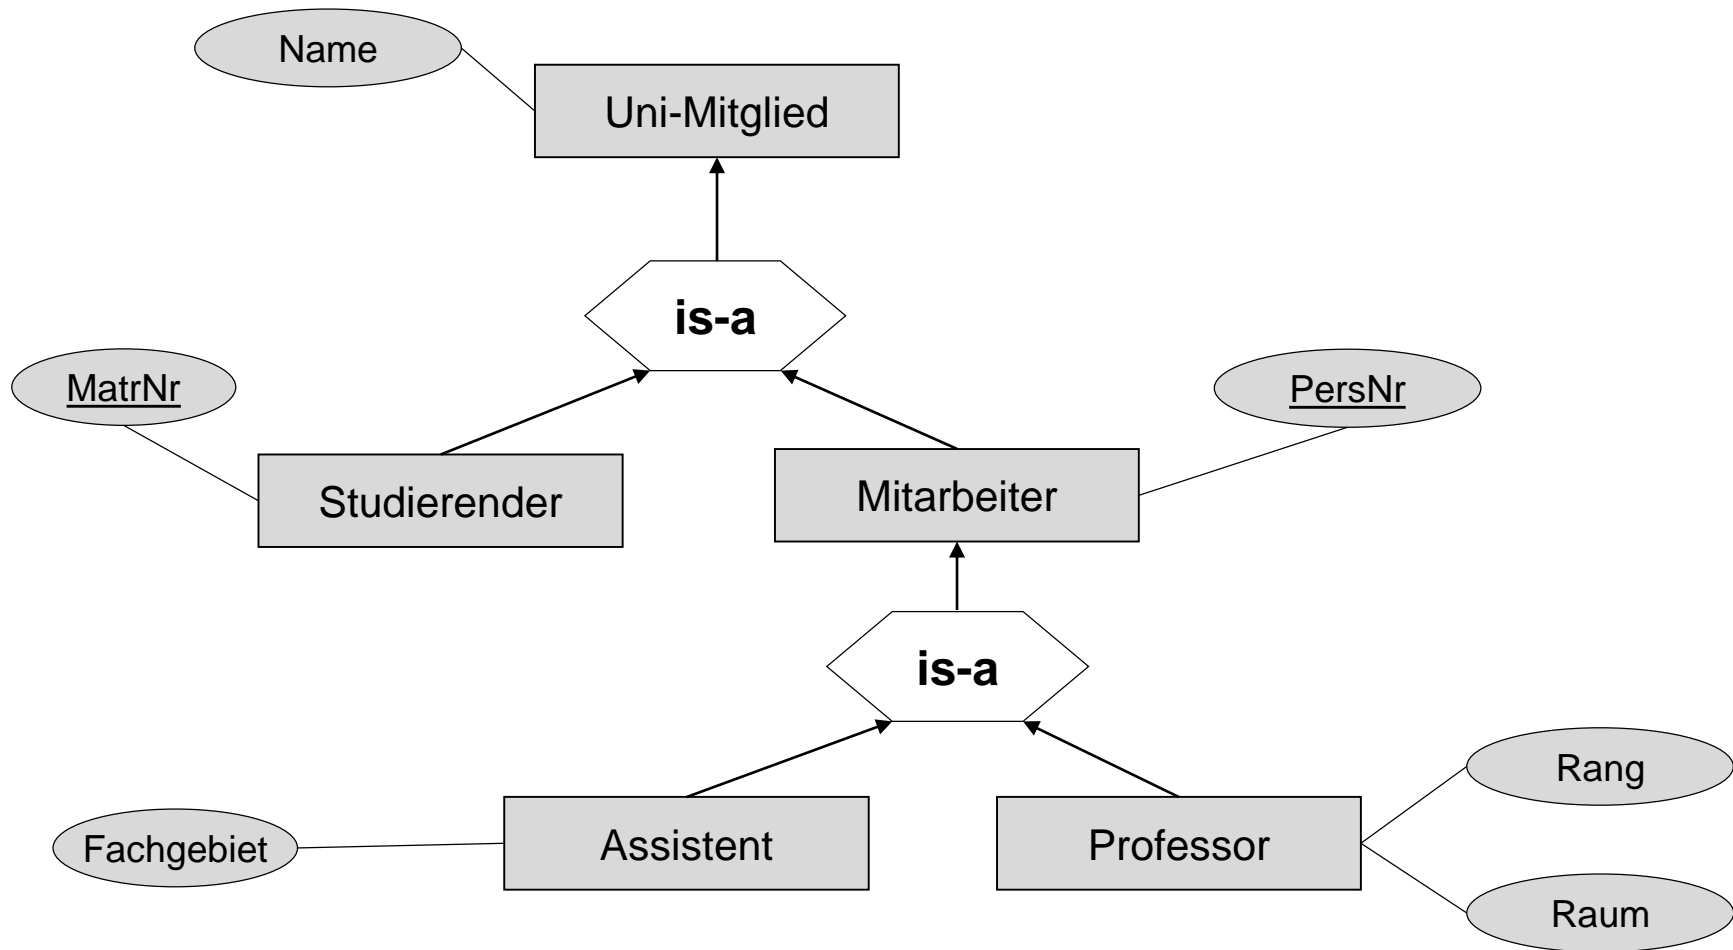 Name
Uni-Mitglied
is-a
MatrNr
PersNr
Studierender
Mitarbeiter
is-a
Rang
Fachgebiet
Assistent
Professor
Raum